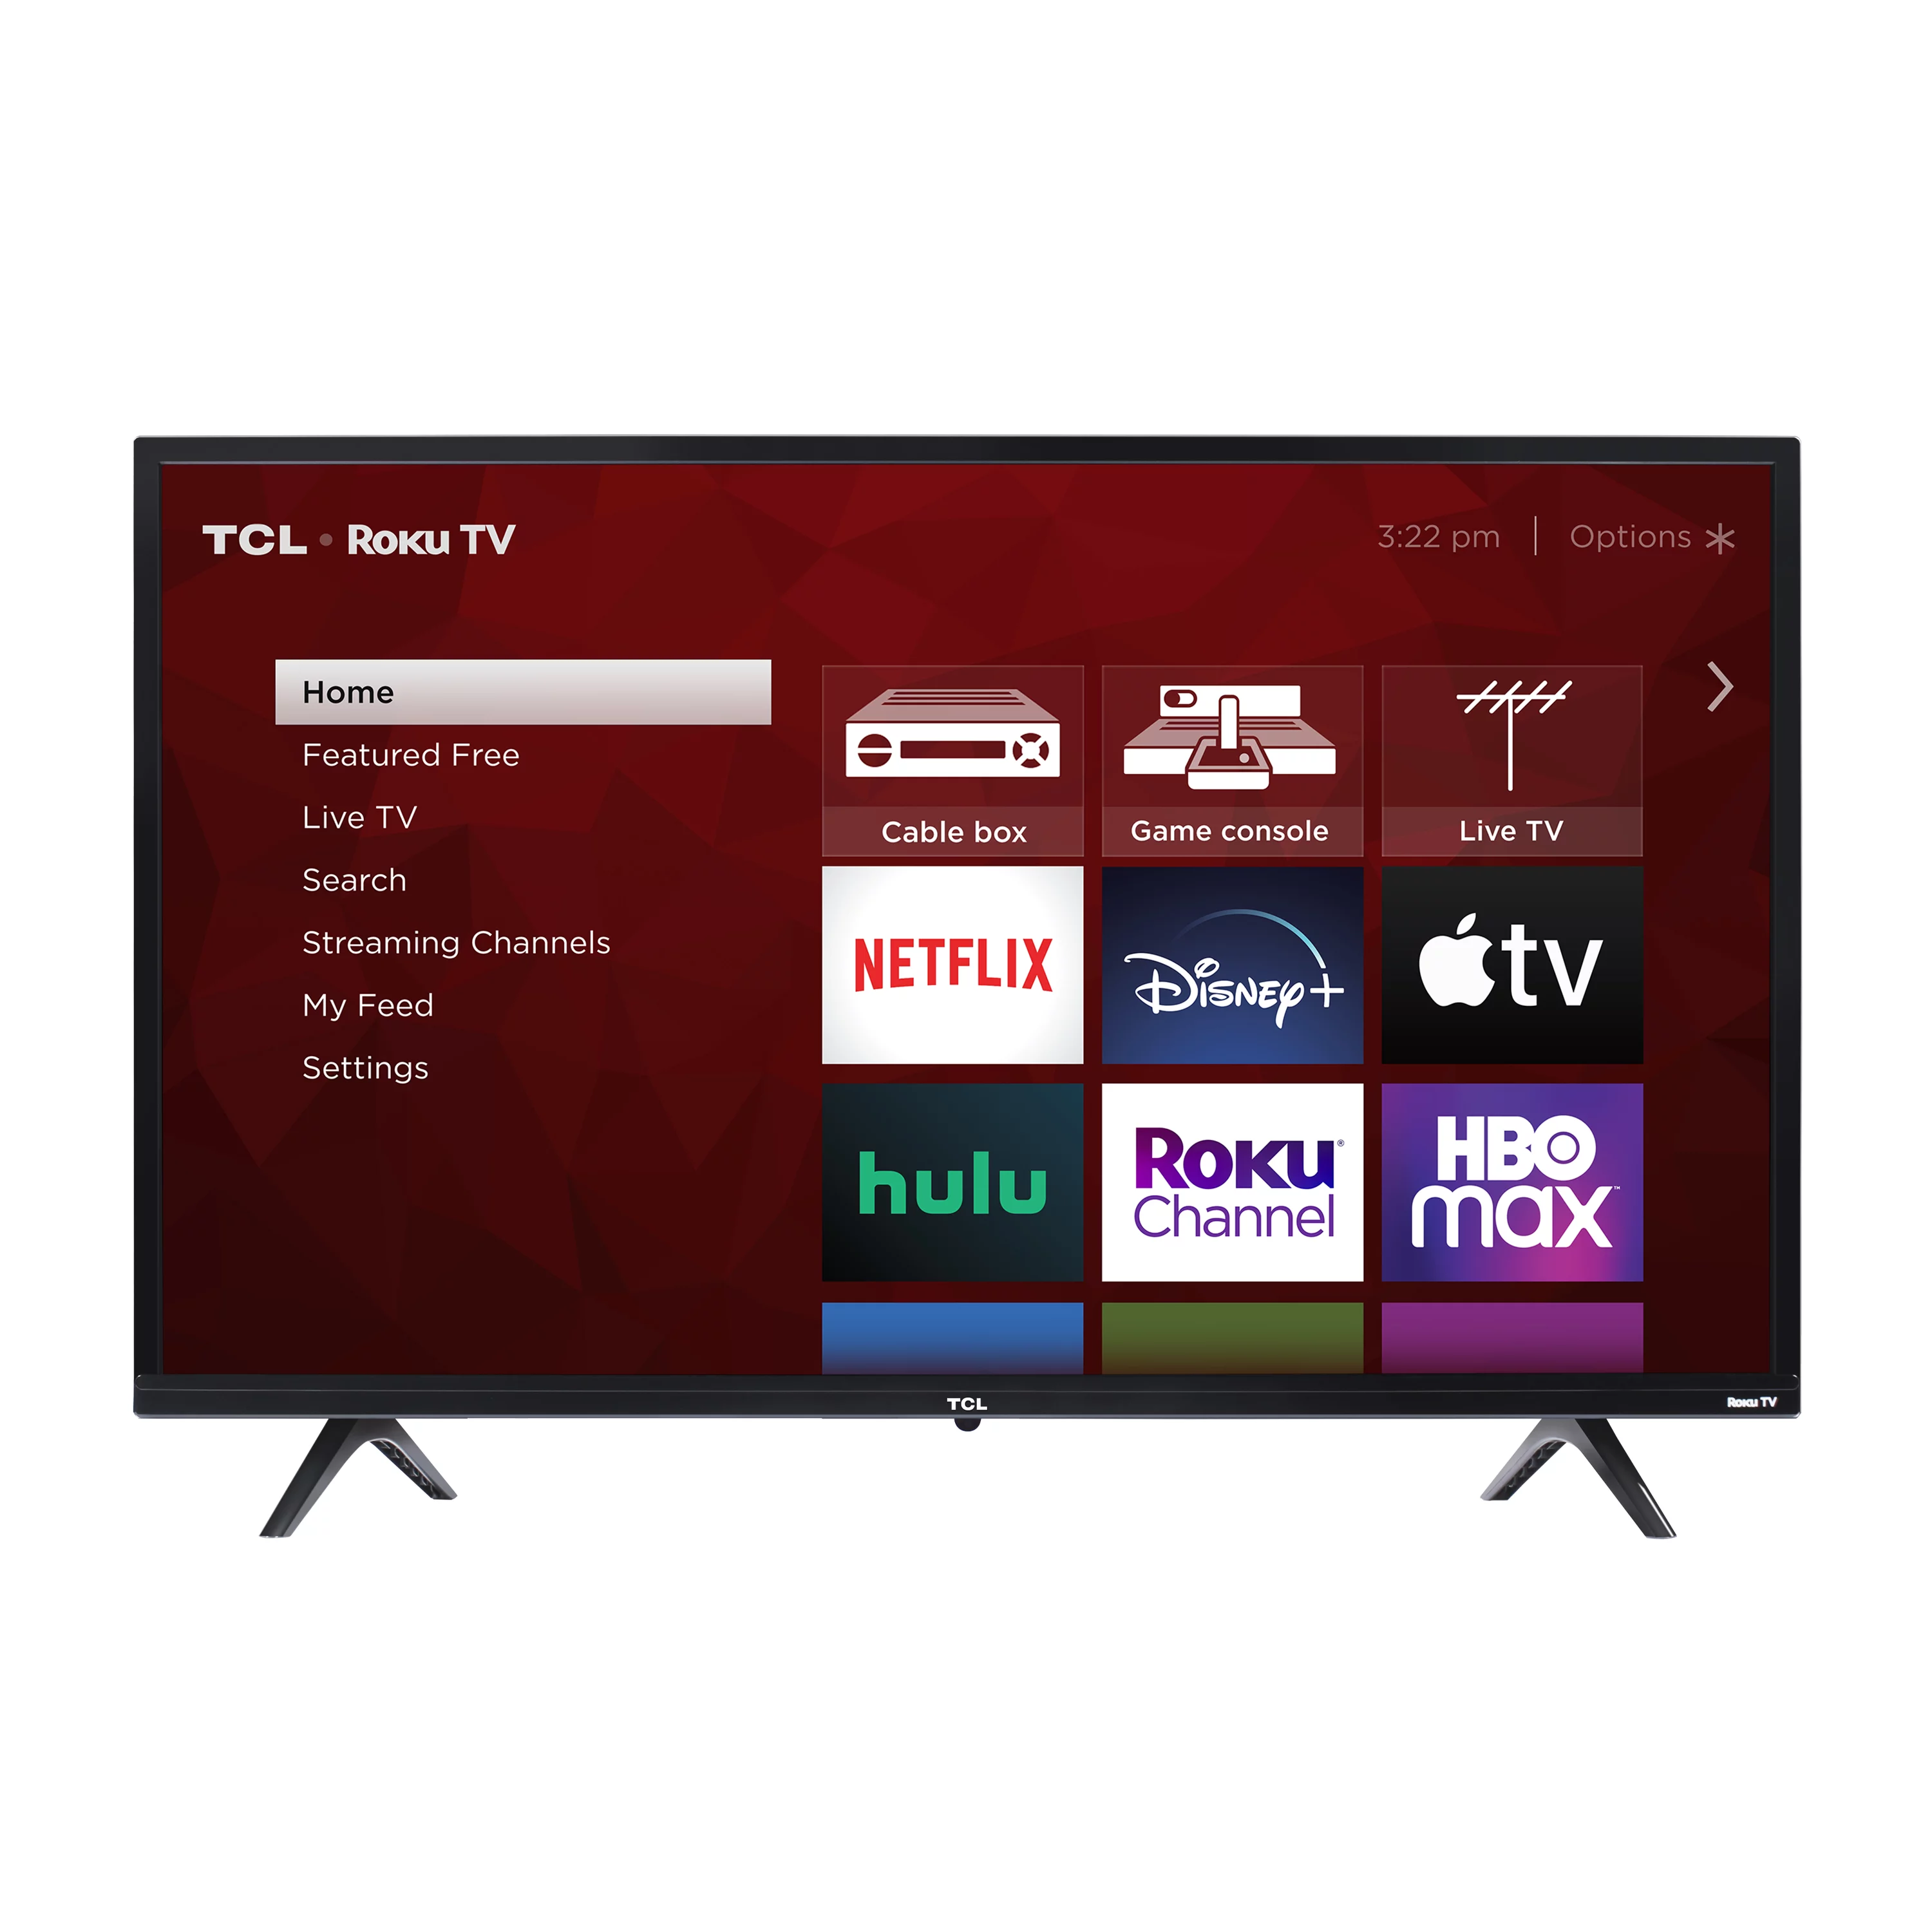 TCL • Roku TV
3:22 pm | Options
Home
Featured Free
Live TV
Search
Streaming Channels
My Feed
Settings
Cable box
Game console
Live TV
NETFLIX
Disney+
tv
hulu
Roku®
Channel
HBO
max™
TCL
Roku TV